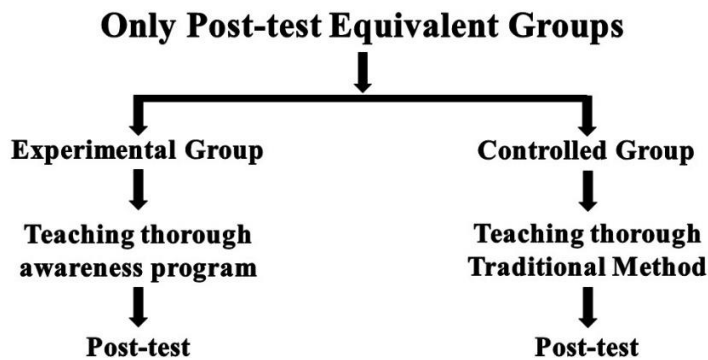 Only Post-test Equivalent Groups
Experimental Group
Controlled Group
Teaching thorough
awareness program
Teaching thorough
Traditional Method
Post-test
Post-test